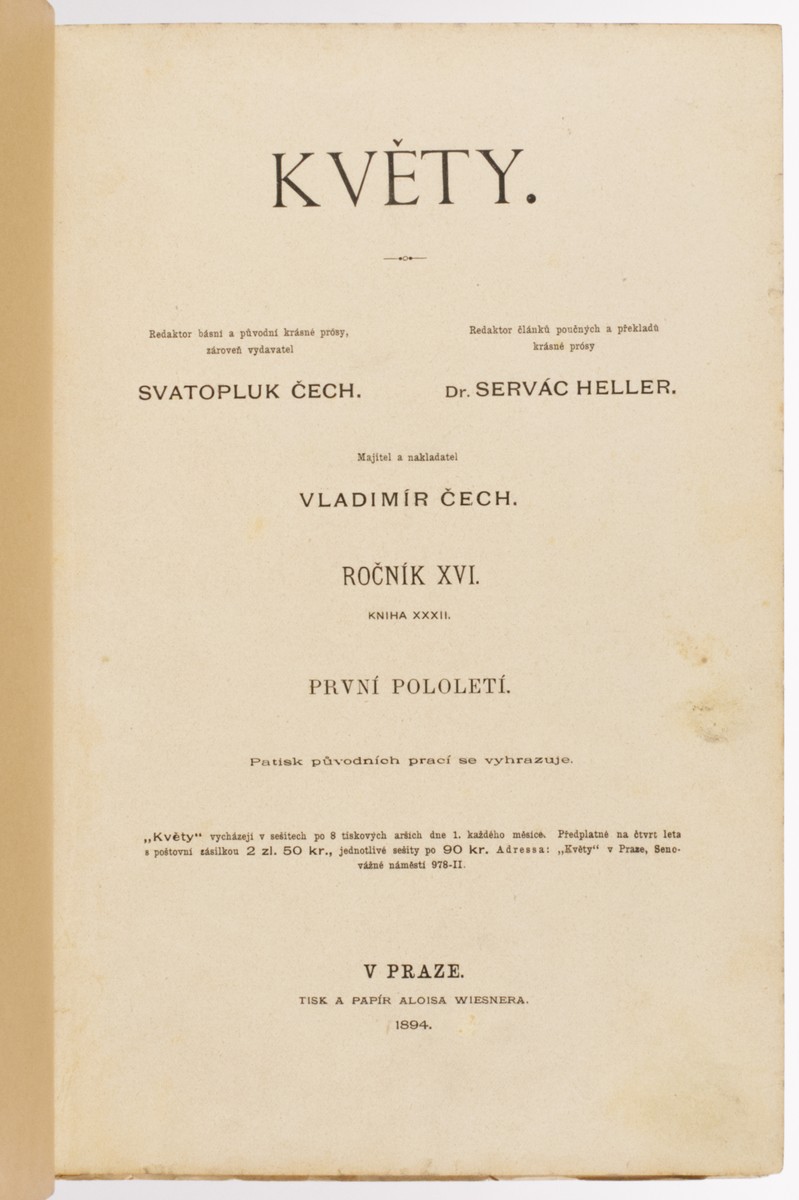 KVĚTY.
Redaktor básní a původní krásné prósy,
zároveň vydavatel
SVATOPLUK ČECH.
Redaktor článků poučných a překladů
krásné prósy
Dr. SERVÁC HELLER.
Majitel a nakladatel
VLADIMÍR ČECH.
ROČNÍK XVI.
KNIHA XXXII.
PRVNÍ POLOLETÍ.
Patisk původních prací se vyhrazuje.
„Květy“ vycházejí v sešitech po 8 tiskových arších dne 1. každého měsíce. Předplatné na čtvrt leta
s poštovní zásilkou 2 zl. 50 kr., jednotlivé sešity po 90 kr. Adressa: „Květy“ v Praze, Seno-
vážné náměstí 978-II.
V PRAZE.
TISK A PAPÍR ALOISA WIESNERA.
1894.